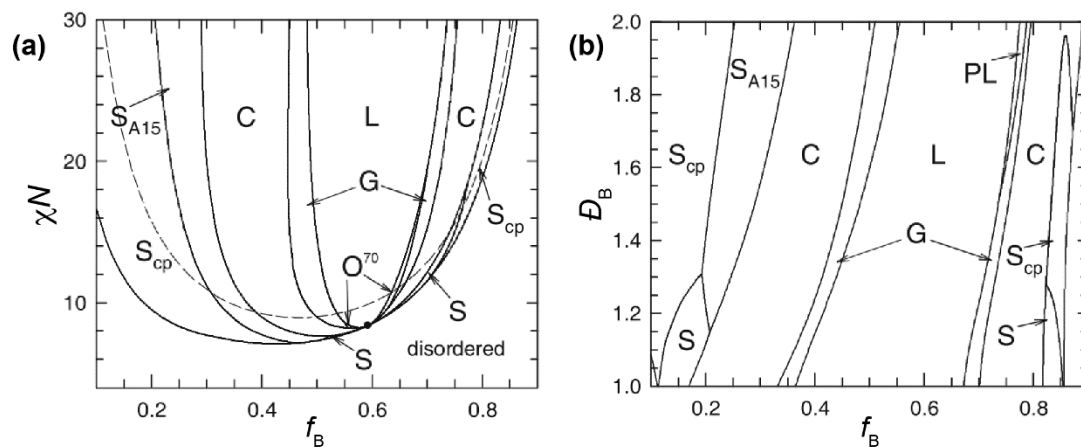 (a)
30
20
10
χN
S_A15
C
L
C
G
S_cp
S_cp
O^70
S
S
disordered
0.2 0.4 0.6 0.8
f_B
(b)
2.0
1.8
1.6
1.4
1.2
1.0
Đ_B
S_A15
PL
S_cp
C
L
C
G
S_cp
S
S
0.2 0.4 0.6 0.8
f_B